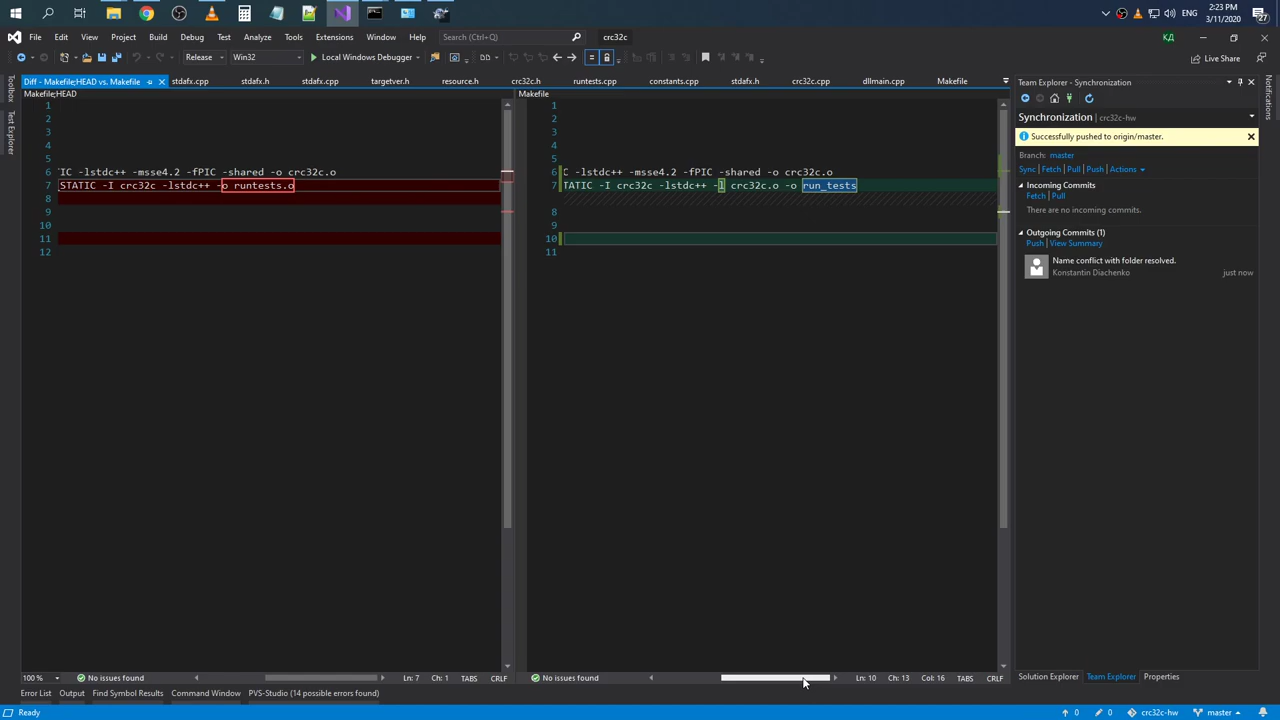 2:23 PM
ENG
3/11/2020
27
File Edit View Project Build Debug Team Test Analyze Tools Extensions Window Help Search (Ctrl+Q) crc32c КД
Release Win32 Local Windows Debugger Live Share
Toolbox
Test Explorer
Notifications
Diff - Makefile;HEAD vs. Makefile stdafx.cpp stdafx.h stdafx.cpp targetver.h resource.h crc32c.h runtests.cpp constants.cpp stdafx.h crc32c.cpp dllmain.cpp Makefile
Makefile;HEAD
1
2
3
4
5
6 IC -lstdc++ -msse4.2 -fPIC -shared -o crc32c.o
7 STATIC -I crc32c -lstdc++ -o runtests.o
8
9
10
11
12
Makefile
1
2
3
4
5
6 C -lstdc++ -msse4.2 -fPIC -shared -o crc32c.o
7 TATIC -I crc32c -lstdc++ -l crc32c.o -o run_tests
8
9
10
11
Team Explorer - Synchronization
Synchronization | crc32c-hw
Successfully pushed to origin/master.
Branch: master
Sync | Fetch | Pull | Push | Actions
Incoming Commits
Fetch | Pull
There are no incoming commits.
Outgoing Commits (1)
Push | View Summary
Name conflict with folder resolved.
Konstantin Diachenko just now
100 % No issues found Ln: 7 Ch: 1 TABS CRLF
No issues found Ln: 10 Ch: 13 Col: 16 TABS CRLF
Solution Explorer Team Explorer Properties
Error List Output Find Symbol Results Command Window PVS-Studio (14 possible errors found)
Ready 0 0 crc32c-hw master